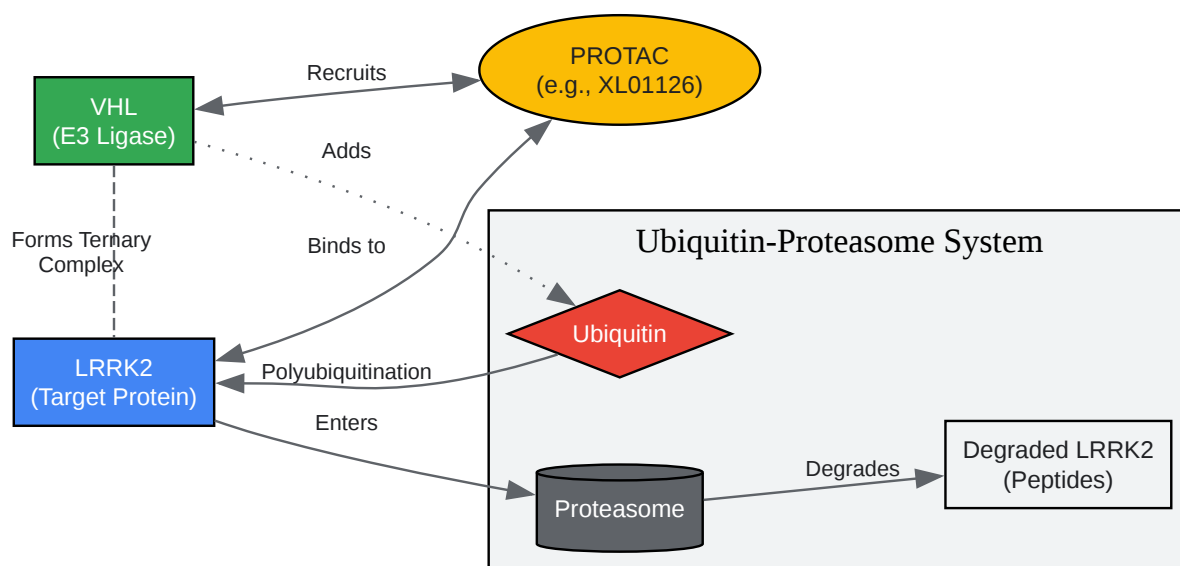 PROTAC
(e.g., XL01126)
Recruits
VHL
(E3 Ligase)
Adds
Forms Ternary
Complex
Binds to
Ubiquitin-Proteasome System
Ubiquitin
LRRK2
(Target Protein)
Polyubiquitination
Enters
Proteasome
Degrades
Degraded LRRK2
(Peptides)